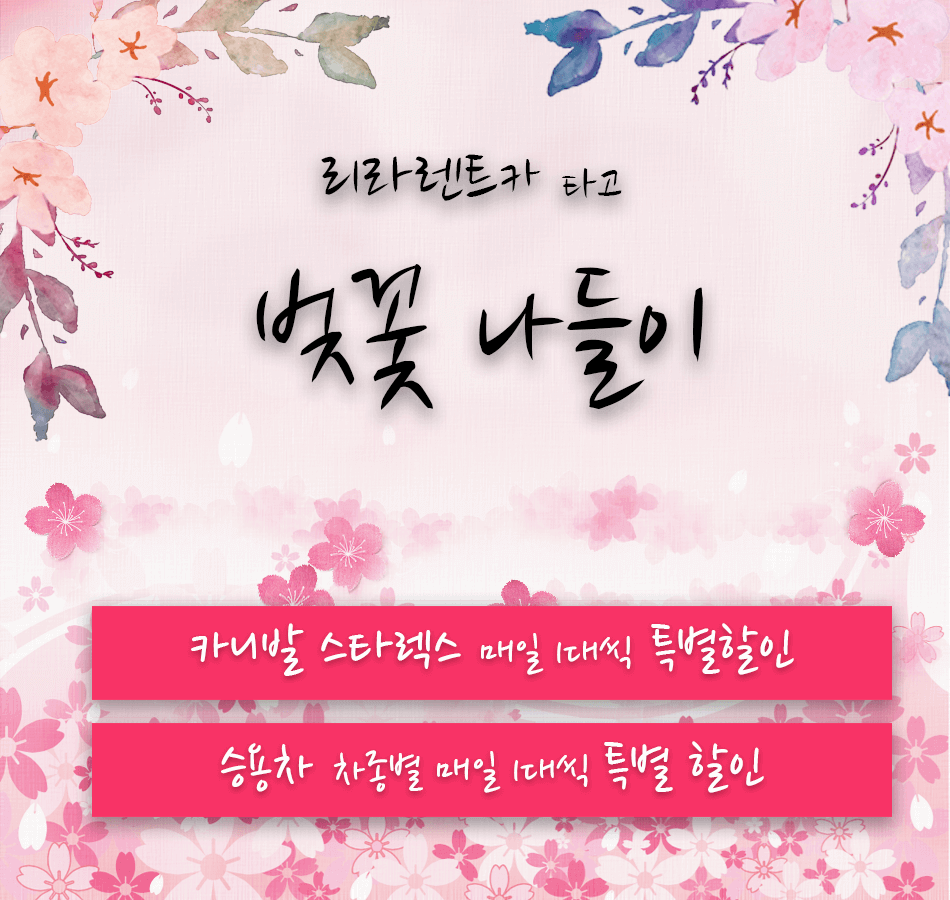 리라렌트카 타고
벚꽃 나들이
카니발 스타렉스 매일 1대씩 특별할인
승용차 차종별 매일 1대씩 특별 할인